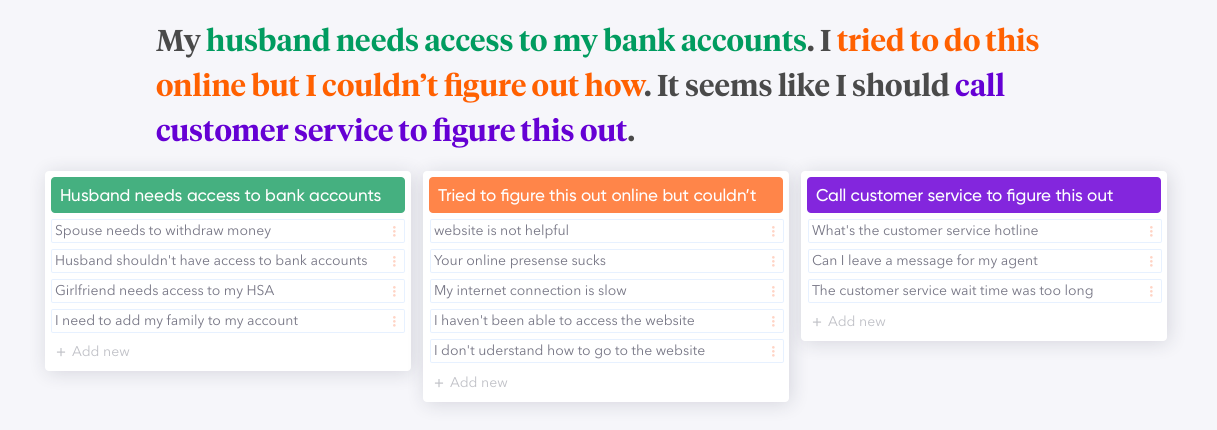 My husband needs access to my bank accounts. I tried to do this
online but I couldn’t figure out how. It seems like I should call
customer service to figure this out.
Husband needs access to bank accounts
Spouse needs to withdraw money
Husband shouldn't have access to bank accounts
Girlfriend needs access to my HSA
I need to add my family to my account
+ Add new
Tried to figure this out online but couldn’t
website is not helpful
Your online presense sucks
My internet connection is slow
I haven't been able to access the website
I don't uderstand how to go to the website
+ Add new
Call customer service to figure this out
What's the customer service hotline
Can I leave a message for my agent
The customer service wait time was too long
+ Add new